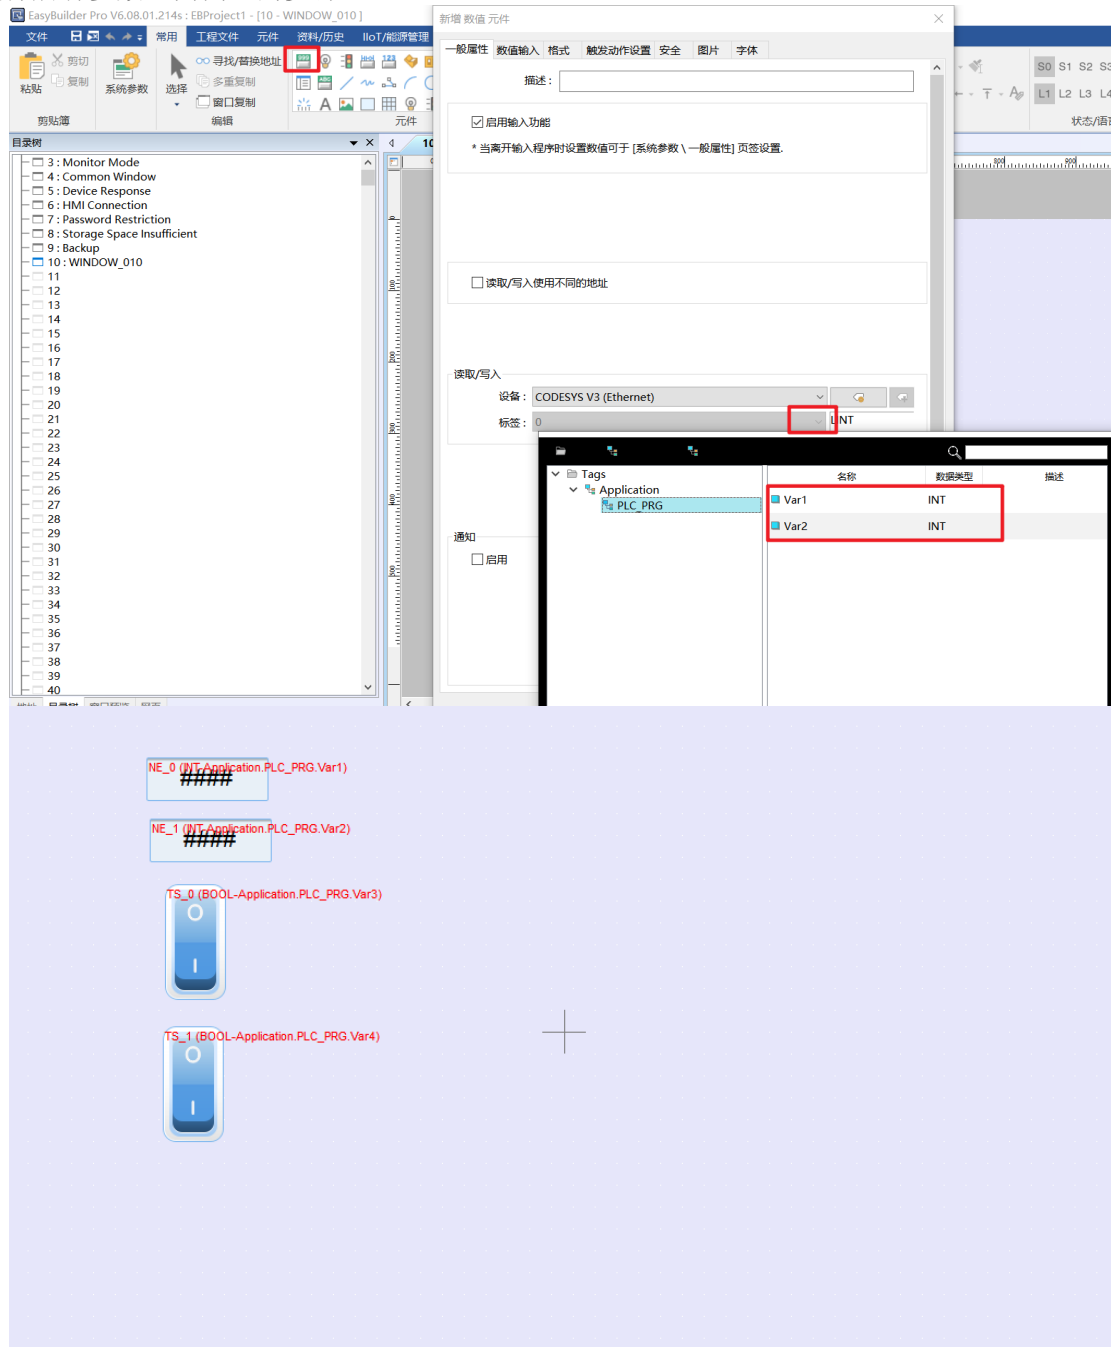 EasyBuilder Pro V6.08.01.214s : EBProject1 - [10 - WINDOW_010 ]
文件 常用 工程文件 元件 资料/历史 IIoT/能源管理
粘贴 剪切 复制 系统参数 选择 寻找/替换地址 多重复制 窗口复制
剪贴簿 编辑 元件
S0 S1 S2 S3
L1 L2 L3 L4
状态/语言
目录树
3 : Monitor Mode
4 : Common Window
5 : Device Response
6 : HMI Connection
7 : Password Restriction
8 : Storage Space Insufficient
9 : Backup
10 : WINDOW_010
11
12
13
14
15
16
17
18
19
20
21
22
23
24
25
26
27
28
29
30
31
32
33
34
35
36
37
38
39
40
新增 数值 元件
一般属性 数值输入 格式 触发动作设置 安全 图片 字体
描述 :
启用输入功能
* 当离开输入程序时设置数值可于 [系统参数 \ 一般属性] 页签设置.
读取/写入使用不同的地址
读取/写入
设备 : CODESYS V3 (Ethernet)
标签 : 0
通知
启用
Tags
Application
PLC_PRG
名称 数据类型 描述
Var1 INT
Var2 INT
NE_0 (INT-Application.PLC_PRG.Var1)
####
NE_1 (INT-Application.PLC_PRG.Var2)
####
TS_0 (BOOL-Application.PLC_PRG.Var3)
TS_1 (BOOL-Application.PLC_PRG.Var4)